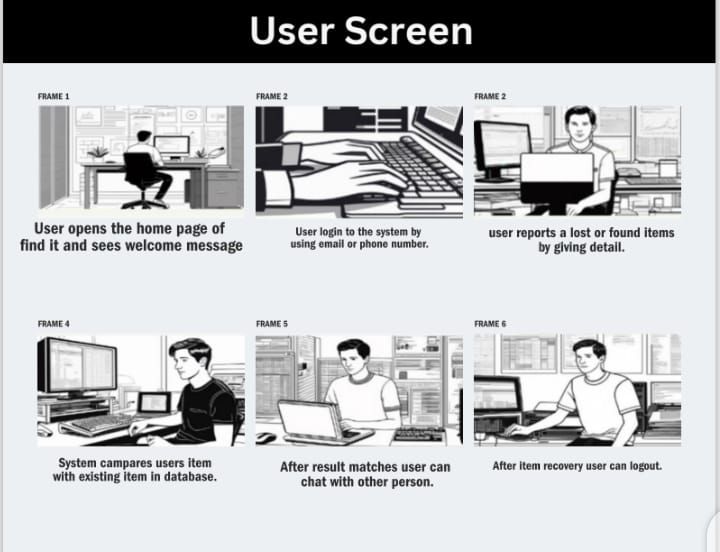 User Screen
FRAME 1
FRAME 2
FRAME 2
User opens the home page of
find it and sees welcome message
User login to the system by
using email or phone number.
user reports a lost or found items
by giving detail.
FRAME 4
FRAME 5
FRAME 6
System campares users item
with existing item in database.
After result matches user can
chat with other person.
After item recovery user can logout.